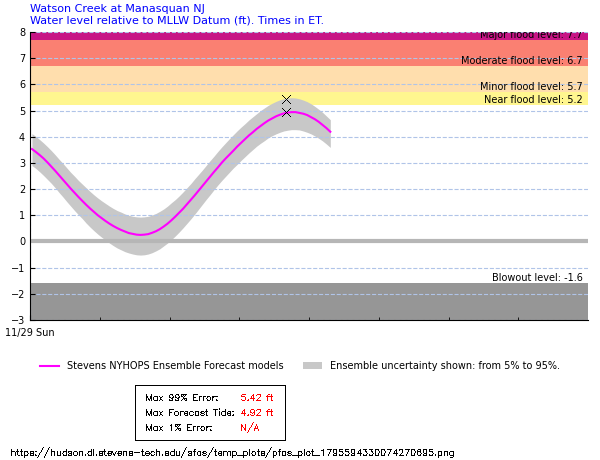 Watson Creek at Manasquan NJ
Water level relative to MLLW Datum (ft). Times in ET.
8
Major flood level: 7.7
7
Moderate flood level: 6.7
6
Minor flood level: 5.7
Near flood level: 5.2
5
4
3
2
1
0
−1
Blowout level: -1.6
−2
−3
11/29 Sun
Stevens NYHOPS Ensemble Forecast models
Ensemble uncertainty shown: from 5% to 95%.
Max 99% Error: 5.42 ft
Max Forecast Tide: 4.92 ft
Max 1% Error: N/A
https://hudson.dl.stevens-tech.edu/sfas/temp_plots/pfas_plot_1795594330074270695.png